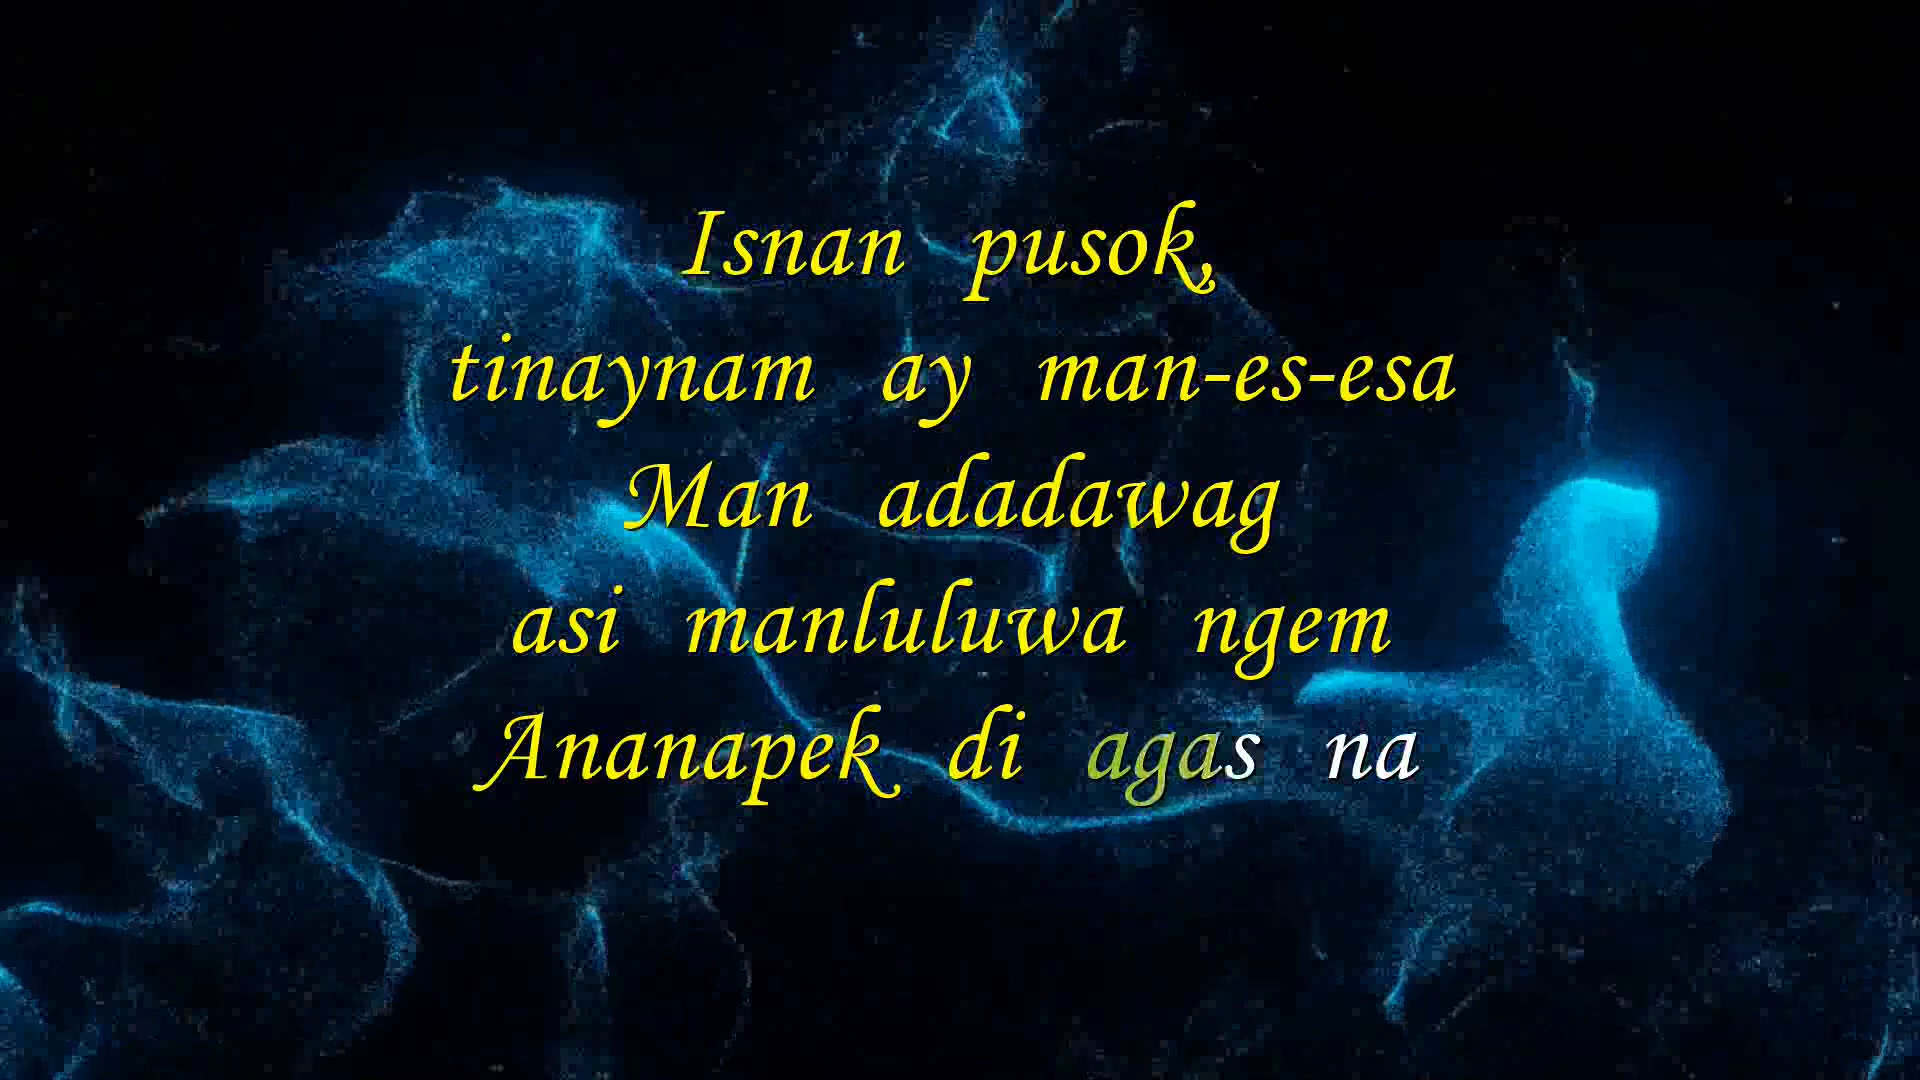 Isnan pusok,
tinaynam ay man-es-esa
Man adadawag
asi manluluwa ngem
Ananapek di agas na